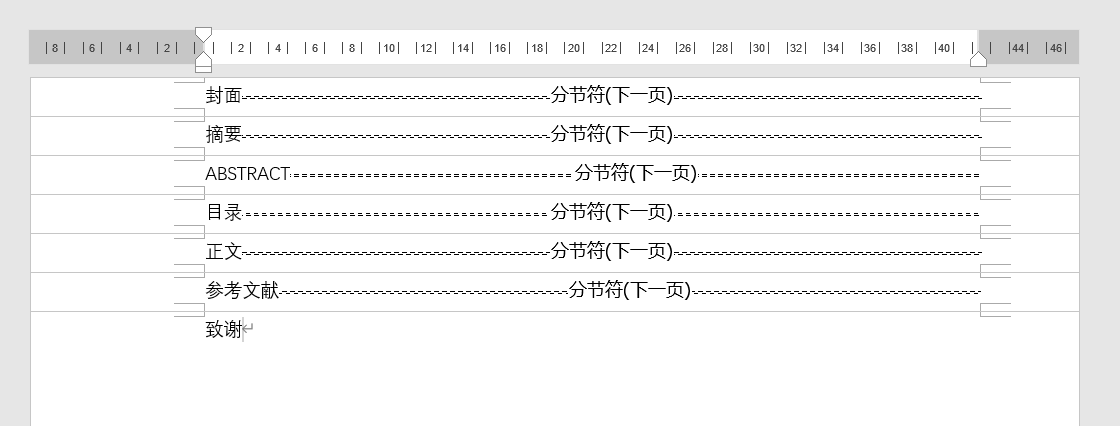 8 6 4 2 2 4 6 8 10 12 14 16 18 20 22 24 26 28 30 32 34 36 38 40 44 46
封面 分节符(下一页)
摘要 分节符(下一页)
ABSTRACT 分节符(下一页)
目录 分节符(下一页)
正文 分节符(下一页)
参考文献 分节符(下一页)
致谢